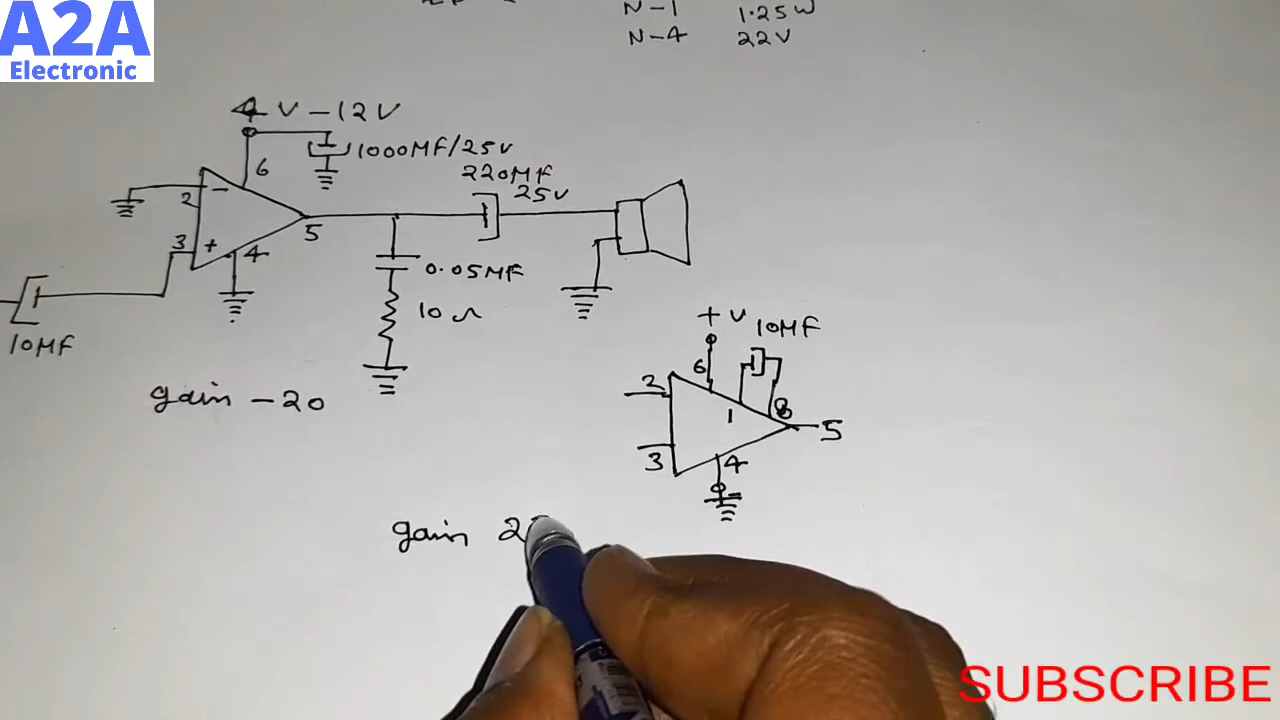 A2A
Electronic
N-1 1.25W
N-4 22V
4V-12V
6
1000MF/25V
220MF
25V
2
-
5
3
+
4
0.05MF
10Ω
10MF
gain -20
+V
10MF
6
2
1
8
5
3
4
gain
SUBSCRIBE